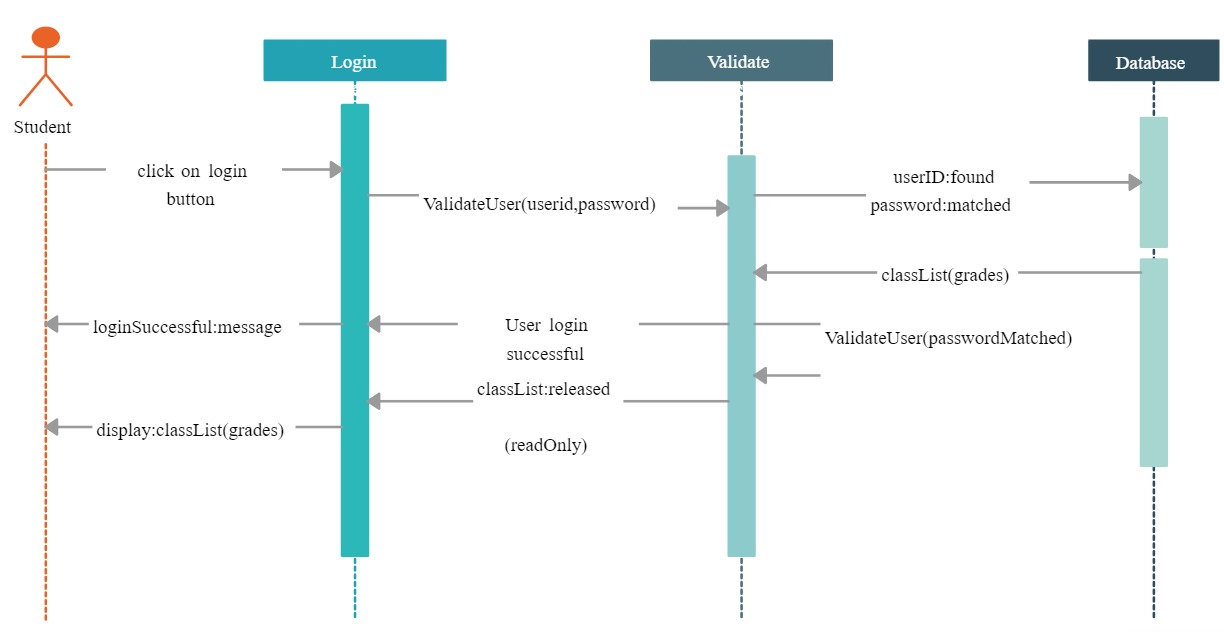 Login
Validate
Database
Student
click on login
button
ValidateUser(userid,password)
userID:found
password:matched
classList(grades)
loginSuccessful:message
User login
successful
ValidateUser(passwordMatched)
classList:released
(readOnly)
display:classList(grades)